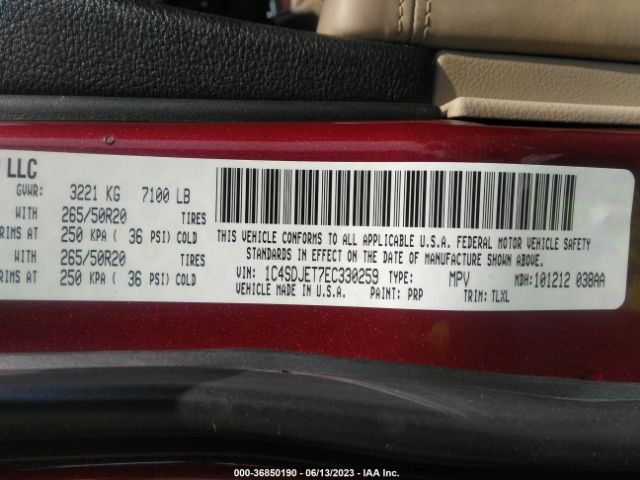 LLC
GVWR: 3221 KG 7100 LB
WITH 265/50R20 TIRES
RIMS AT 250 KPA ( 36 PSI) COLD
WITH 265/50R20 TIRES
RIMS AT 250 KPA ( 36 PSI) COLD
THIS VEHICLE CONFORMS TO ALL APPLICABLE U.S.A. FEDERAL MOTOR VEHICLE SAFETY
STANDARDS IN EFFECT ON THE DATE OF MANUFACTURE SHOWN ABOVE.
VIN: 1C4SDJET7EC330259 TYPE: MPV MDH: 101212 038AA
VEHICLE MADE IN U.S.A. PAINT: PRP TRIM: TLXL
000-36850190 - 06/13/2023 - IAA Inc.